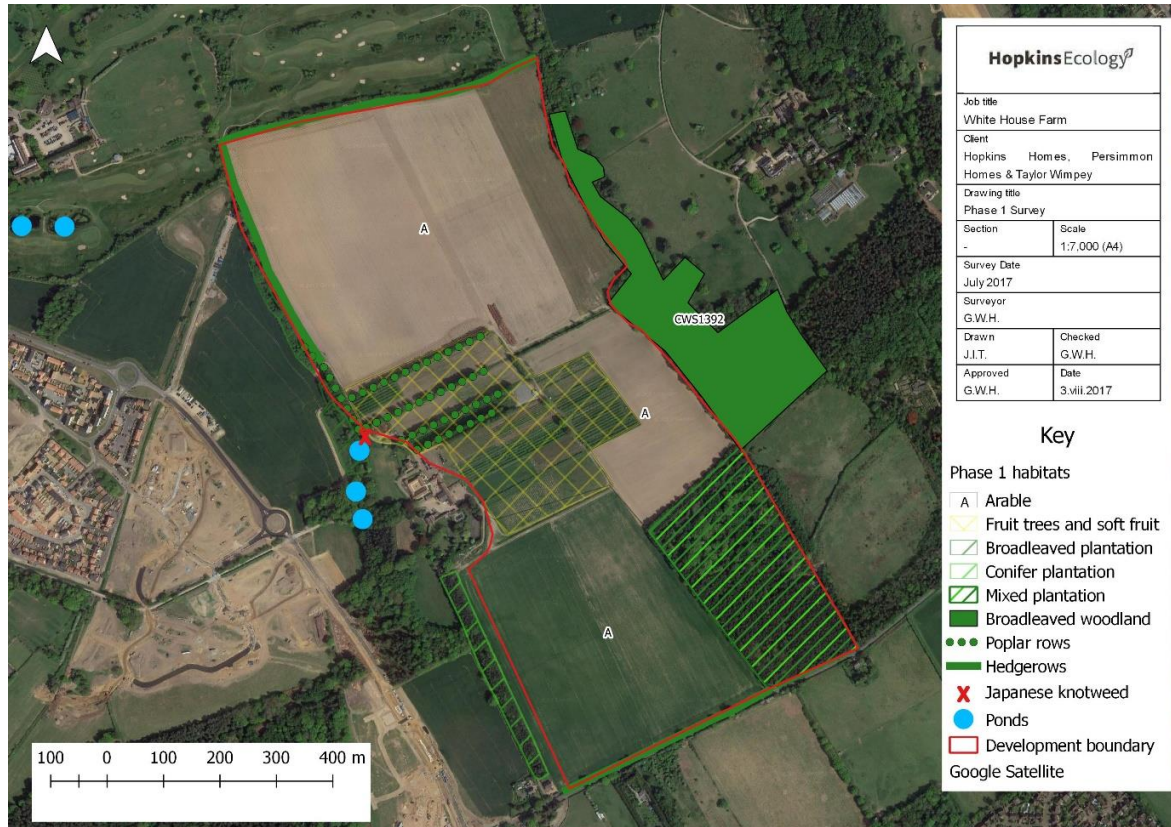 A
CWS1392
A
A
100 0 100 200 300 400 m
HopkinsEcology
Job title
White House Farm
Client
Hopkins Homes, Persimmon
Homes & Taylor Wimpey
Drawing title
Phase 1 Survey
Section
-
Scale
1:7,000 (A4)
Survey Date
July 2017
Surveyor
G.W.H.
Drawn
J.I.T.
Checked
G.W.H.
Approved
G.W.H.
Date
3.viii.2017
Key
Phase 1 habitats
A Arable
Fruit trees and soft fruit
Broadleaved plantation
Conifer plantation
Mixed plantation
Broadleaved woodland
Poplar rows
Hedgerows
Japanese knotweed
Ponds
Development boundary
Google Satellite